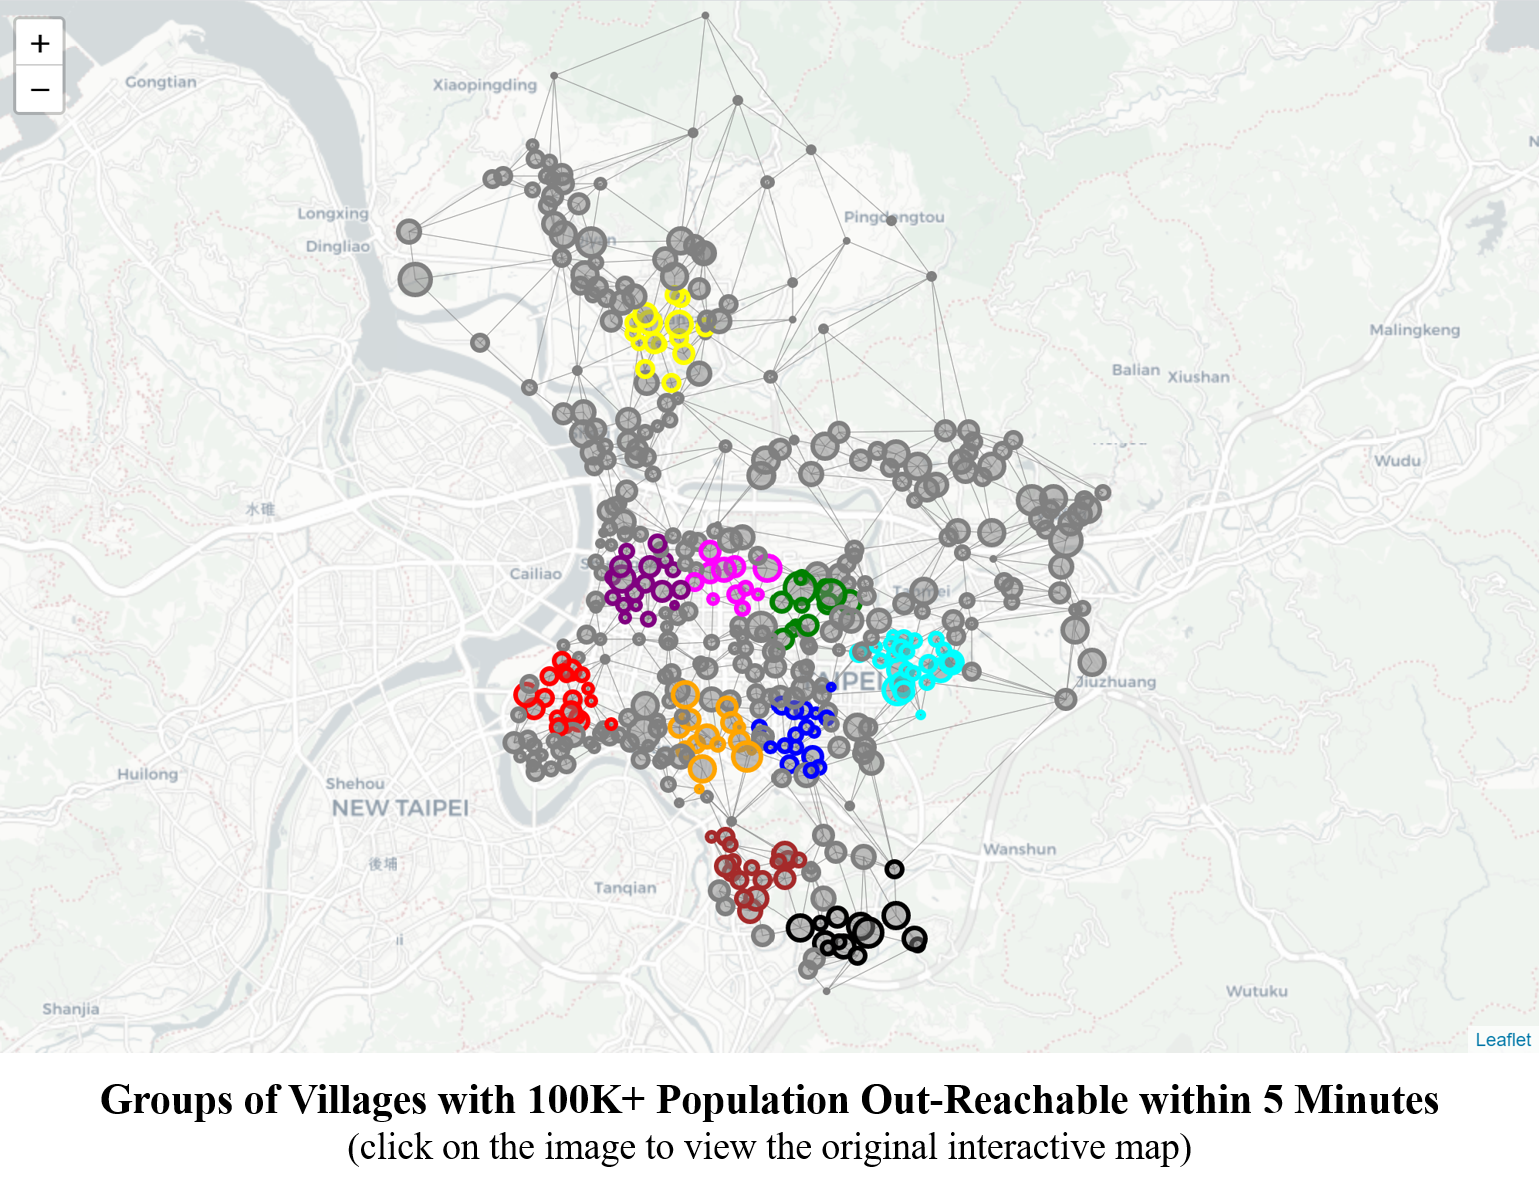 +
−
Gongtian
Xiaopingding
Longxing
Dingliao
Pingdengtou
Malingkeng
Balian
Xiushan
Wudu
水碓
Cailiao
TAIPEI
Jiuzhuang
Huilong
Shehou
NEW TAIPEI
後埔
Wanshun
Tanqian
Wutuku
Shanjia
Leaflet
Groups of Villages with 100K+ Population Out-Reachable within 5 Minutes
(click on the image to view the original interactive map)